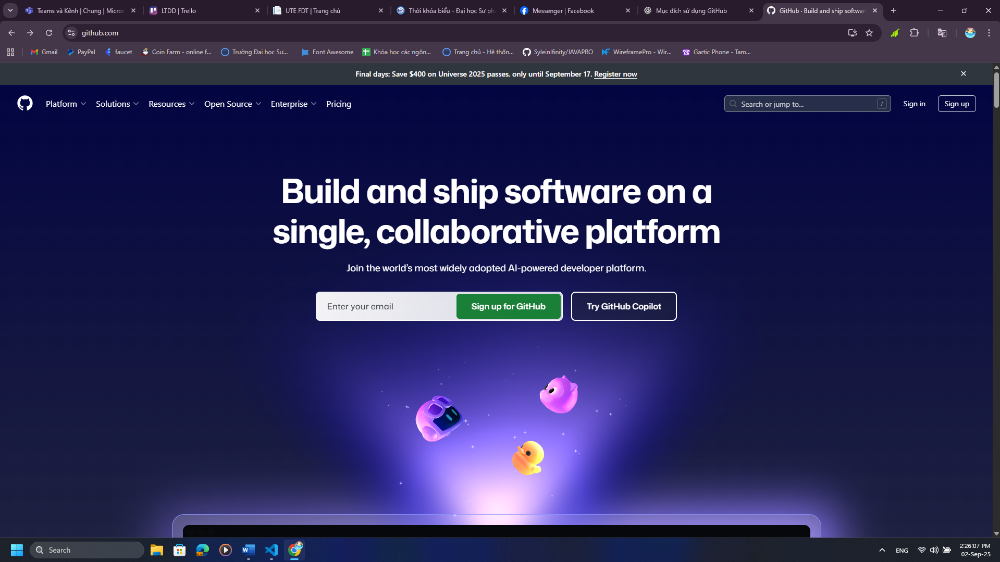 Teams và Kênh | Chung | Micros
LTDD | Trello
UTE FDT | Trang chủ
Thời khóa biểu - Đại học Sư ph
Messenger | Facebook
Mục đích sử dụng GitHub
GitHub · Build and ship software
github.com
Gmail
PayPal
faucet
Coin Farm - online f...
Trường Đại học Sư...
Font Awesome
Khóa học các ngôn...
Trang chủ - Hệ thốn...
SyleinIfinity/JAVAPRO
WireframePro - Wir...
Gartic Phone - Tam...
Final days: Save $400 on Universe 2025 passes, only until September 17. Register now
Platform
Solutions
Resources
Open Source
Enterprise
Pricing
Search or jump to...
/
Sign in
Sign up
Build and ship software on a
single, collaborative platform
Join the world's most widely adopted AI-powered developer platform.
Enter your email
Sign up for GitHub
Try GitHub Copilot
Search
ENG
2:26:07 PM
02-Sep-25